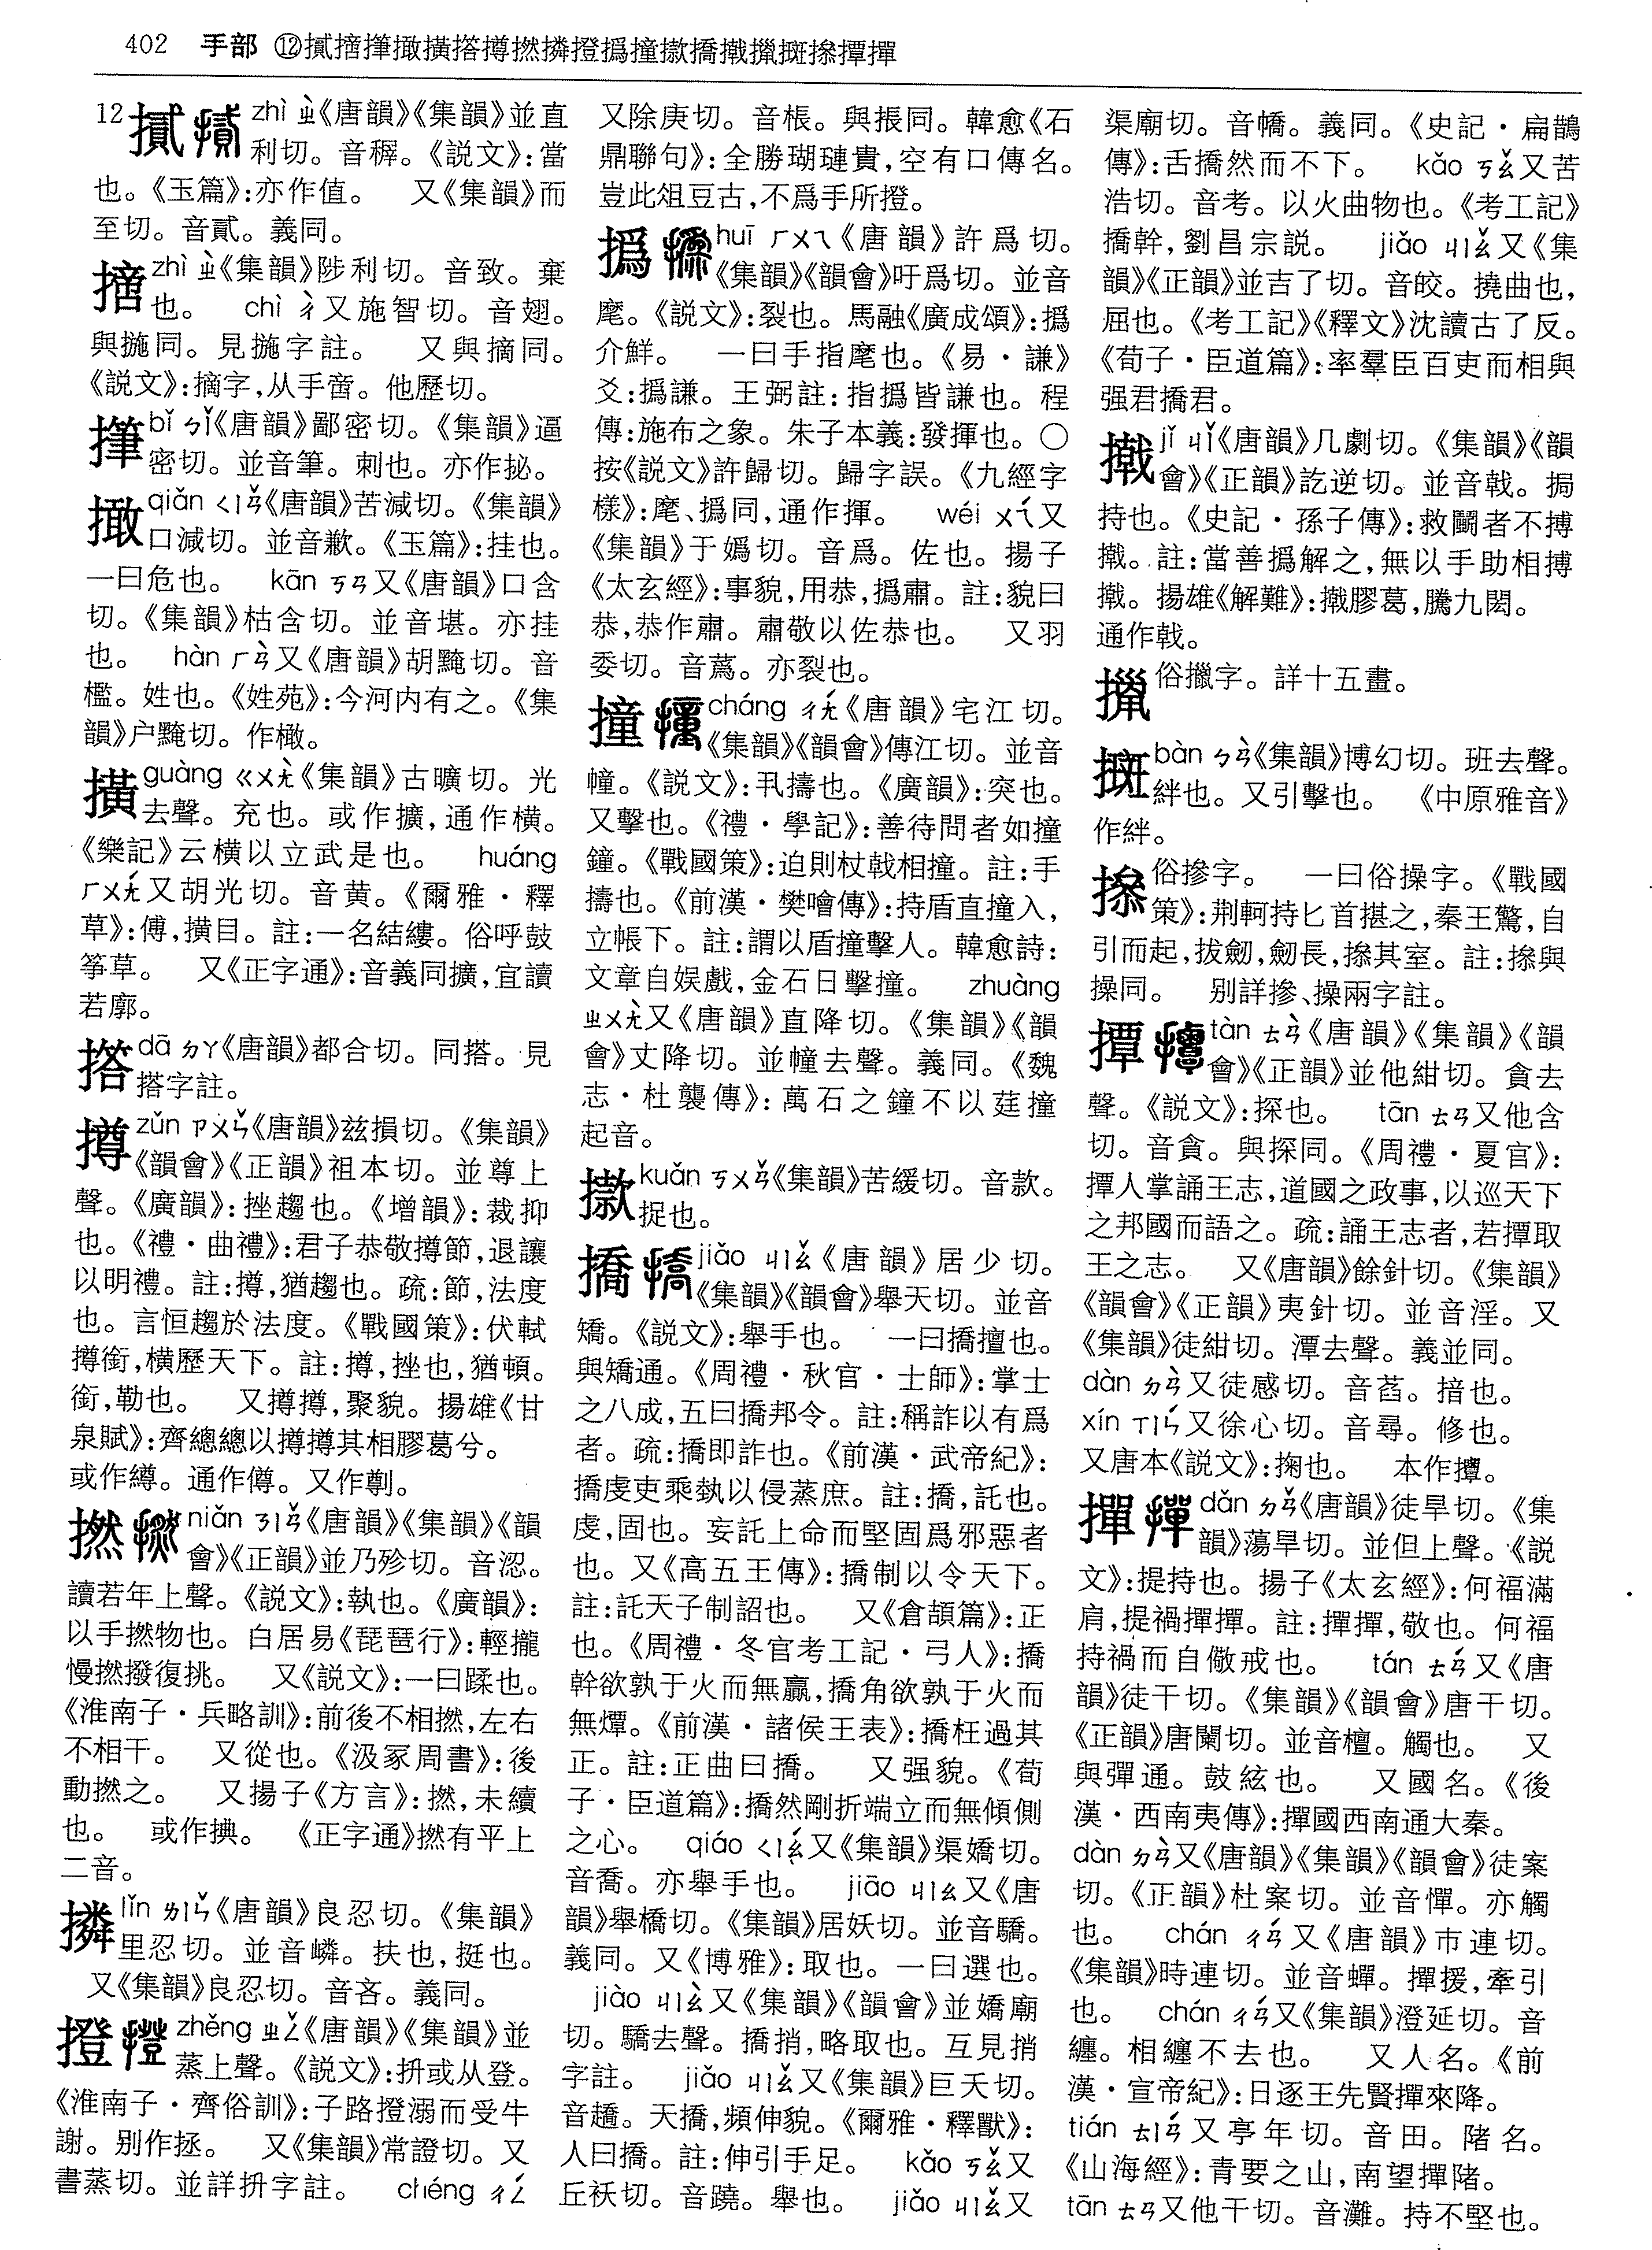 402 手部 ⑫㨖摕㩀撖撗撘撙撚撛撜撝撞撳撟撠擸㨰摻撢撣
12 㨖 zhì ㄓˋ《唐韻》《集韻》並直
利切。音稺。《説文》:當
也。《玉篇》:亦作值。　又《集韻》而
至切。音貳。義同。
zhì ㄓˋ《集韻》陟利切。音致。棄
也。　chì ㄔˋ又施智切。音翅。
與揓同。見揓字註。　又與摘同。
《説文》:摘字,从手啻。他歷切。
bǐ ㄅㄧˇ《唐韻》鄙密切。《集韻》逼
密切。並音筆。刺也。亦作㧙。
撖 qiǎn ㄑㄧㄢˇ《唐韻》苦減切。《集韻》
口減切。並音歉。《玉篇》:挂也。
一曰危也。　kān ㄎㄢ又《唐韻》口含
切。《集韻》枯含切。並音堪。亦挂
也。　hàn ㄏㄢˋ又《唐韻》胡黤切。音
檻。姓也。《姓苑》:今河内有之。《集
韻》户黤切。作橄。
撗 guàng ㄍㄨㄤˋ《集韻》古曠切。光
去聲。充也。或作擴,通作横。
《樂記》云横以立武是也。　huáng
ㄏㄨㄤˊ又胡光切。音黄。《爾雅・釋
草》:傅,撗目。註:一名結縷。俗呼鼓
筝草。　又《正字通》:音義同擴,宜讀
若廓。
撘 dā ㄉㄚ《唐韻》都合切。同搭。見
搭字註。
撙 zǔn ㄗㄨㄣˇ《唐韻》玆損切。《集韻》
《韻會》《正韻》祖本切。並尊上
聲。《廣韻》:挫趨也。《增韻》:裁抑
也。《禮・曲禮》:君子恭敬撙節,退讓
以明禮。註:撙,猶趨也。疏:節,法度
也。言恒趨於法度。《戰國策》:伏軾
撙銜,横歷天下。註:撙,挫也,猶頓。
銜,勒也。　又撙撙,聚貌。揚雄《甘
泉賦》:齊總總以撙撙其相膠葛兮。
或作繜。通作僔。又作剸。
撚 niǎn ㄋㄧㄢˇ《唐韻》《集韻》《韻
會》《正韻》並乃殄切。音涊。
讀若年上聲。《説文》:執也。《廣韻》:
以手撚物也。白居易《琵琶行》:輕攏
慢撚撥復挑。　又《説文》:一曰蹂也。
《淮南子・兵略訓》:前後不相撚,左右
不相干。　又從也。《汲冢周書》:後
動撚之。　又揚子《方言》:撚,未續
也。　或作捵。　《正字通》撚有平上
二音。
撛 lǐn ㄌㄧㄣˇ《唐韻》良忍切。《集韻》
里忍切。並音嶙。扶也,挺也。
又《集韻》良忍切。音吝。義同。
撜 zhěng ㄓㄥˇ《唐韻》《集韻》並
蒸上聲。《説文》:抍或从登。
《淮南子・齊俗訓》:子路撜溺而受牛
謝。别作拯。　又《集韻》常證切。又
書蒸切。並詳抍字註。　chéng ㄔㄥˊ
又除庚切。音棖。與掁同。韓愈《石
鼎聯句》:全勝瑚璉貴,空有口傳名。
豈此俎豆古,不爲手所撜。
撝 huī ㄏㄨㄟ《唐韻》許爲切。
《集韻》《韻會》吁爲切。並音
麾。《説文》:裂也。馬融《廣成頌》:撝
介鮮。　一曰手指麾也。《易・謙》
爻:撝謙。王弼註:指撝皆謙也。程
傳:施布之象。朱子本義:發揮也。〇
按《説文》許歸切。歸字誤。《九經字
樣》:麾、撝同,通作揮。　wéi ㄨㄟˊ又
《集韻》于嬀切。音爲。佐也。揚子
《太玄經》:事貌,用恭,撝肅。註:貌曰
恭,恭作肅。肅敬以佐恭也。　又羽
委切。音蔿。亦裂也。
撞 cháng ㄔㄤˊ《唐韻》宅江切。
《集韻》《韻會》傳江切。並音
幢。《説文》:丮擣也。《廣韻》:突也。
又擊也。《禮・學記》:善待問者如撞
鐘。《戰國策》:迫則杖戟相撞。註:手
擣也。《前漢・樊噲傳》:持盾直撞入,
立帳下。註:謂以盾撞擊人。韓愈詩:
文章自娱戲,金石日擊撞。　zhuàng
ㄓㄨㄤˋ又《唐韻》直降切。《集韻》《韻
會》丈降切。並幢去聲。義同。《魏
志・杜襲傳》:萬石之鐘不以莛撞
起音。
kuǎn ㄎㄨㄢˇ《集韻》苦緩切。音款。
捉也。
撟 jiǎo ㄐㄧㄠˇ《唐韻》居少切。
《集韻》《韻會》舉夭切。並音
矯。《説文》:舉手也。　一曰撟擅也。
與矯通。《周禮・秋官・士師》:掌士
之八成,五曰撟邦令。註:稱詐以有爲
者。疏:撟即詐也。《前漢・武帝紀》:
撟虔吏乘埶以侵蒸庶。註:撟,託也。
虔,固也。妄託上命而堅固爲邪惡者
也。又《高五王傳》:撟制以令天下。
註:託天子制詔也。　又《倉頡篇》:正
也。《周禮・冬官考工記・弓人》:撟
幹欲孰于火而無贏,撟角欲孰于火而
無燂。《前漢・諸侯王表》:撟枉過其
正。註:正曲曰撟。　又强貌。《荀
子・臣道篇》:撟然剛折端立而無傾側
之心。　qiáo ㄑㄧㄠˊ又《集韻》渠嬌切。
音喬。亦舉手也。　jiāo ㄐㄧㄠ又《唐
韻》舉橋切。《集韻》居妖切。並音驕。
義同。又《博雅》:取也。一曰選也。
jiào ㄐㄧㄠˋ又《集韻》《韻會》並嬌廟
切。驕去聲。撟捎,略取也。互見捎
字註。　jiǎo ㄐㄧㄠˇ又《集韻》巨夭切。
音趫。夭撟,頻伸貌。《爾雅・釋獸》:
人曰撟。註:伸引手足。　kǎo ㄎㄠˇ又
丘袄切。音蹺。舉也。　jiǎo ㄐㄧㄠˇ又
渠廟切。音轎。義同。《史記・扁鵲
傳》:舌撟然而不下。　kǎo ㄎㄠˇ又苦
浩切。音考。以火曲物也。《考工記》
撟幹,劉昌宗説。　jiǎo ㄐㄧㄠˇ又《集
韻》《正韻》並吉了切。音皎。撓曲也,
屈也。《考工記》《釋文》沈讀古了反。
《荀子・臣道篇》:率羣臣百吏而相與
强君撟君。
撠 jǐ ㄐㄧˇ《唐韻》几劇切。《集韻》《韻
會》《正韻》訖逆切。並音戟。挶
持也。《史記・孫子傳》:救鬭者不搏
撠。註:當善撝解之,無以手助相搏
撠。揚雄《解難》:撠膠葛,騰九閎。
通作戟。
俗擸字。詳十五畫。
bàn ㄅㄢˋ《集韻》博幻切。班去聲。
絆也。又引擊也。　《中原雅音》
作絆。
俗摻字。　一曰俗操字。《戰國
策》:荆軻持匕首揕之,秦王驚,自
引而起,拔劒,劒長,摻其室。註:摻與
操同。　别詳摻、操兩字註。
撢 tàn ㄊㄢˋ《唐韻》《集韻》《韻
會》《正韻》並他紺切。貪去
聲。《説文》:探也。　tān ㄊㄢ又他含
切。音貪。與探同。《周禮・夏官》:
撢人掌誦王志,道國之政事,以巡天下
之邦國而語之。疏:誦王志者,若撢取
王之志。　又《唐韻》餘針切。《集韻》
《韻會》《正韻》夷針切。並音淫。又
《集韻》徒紺切。潭去聲。義並同。
dàn ㄉㄢˋ又徒感切。音萏。揞也。
xín ㄒㄧㄣˊ又徐心切。音尋。修也。
又唐本《説文》:掬也。　本作撢。
撣 dǎn ㄉㄢˇ《唐韻》徒旱切。《集
韻》蕩旱切。並但上聲。《説
文》:提持也。揚子《太玄經》:何福滿
肩,提禍撣撣。註:撣撣,敬也。何福
持禍而自儆戒也。　tán ㄊㄢˊ又《唐
韻》徒干切。《集韻》《韻會》唐干切。
《正韻》唐闌切。並音檀。觸也。　又
與彈通。鼓絃也。　又國名。《後
漢・西南夷傳》:撣國西南通大秦。
dàn ㄉㄢˋ又《唐韻》《集韻》《韻會》徒案
切。《正韻》杜案切。並音憚。亦觸
也。　chán ㄔㄢˊ又《唐韻》市連切。
《集韻》時連切。並音蟬。撣援,牽引
也。　chán ㄔㄢˊ又《集韻》澄延切。音
纏。相纏不去也。　又人名。《前
漢・宣帝紀》:日逐王先賢撣來降。
tián ㄊㄧㄢˊ又亭年切。音田。陼名。
《山海經》:青要之山,南望撣陼。
tān ㄊㄢ又他干切。音灘。持不堅也。